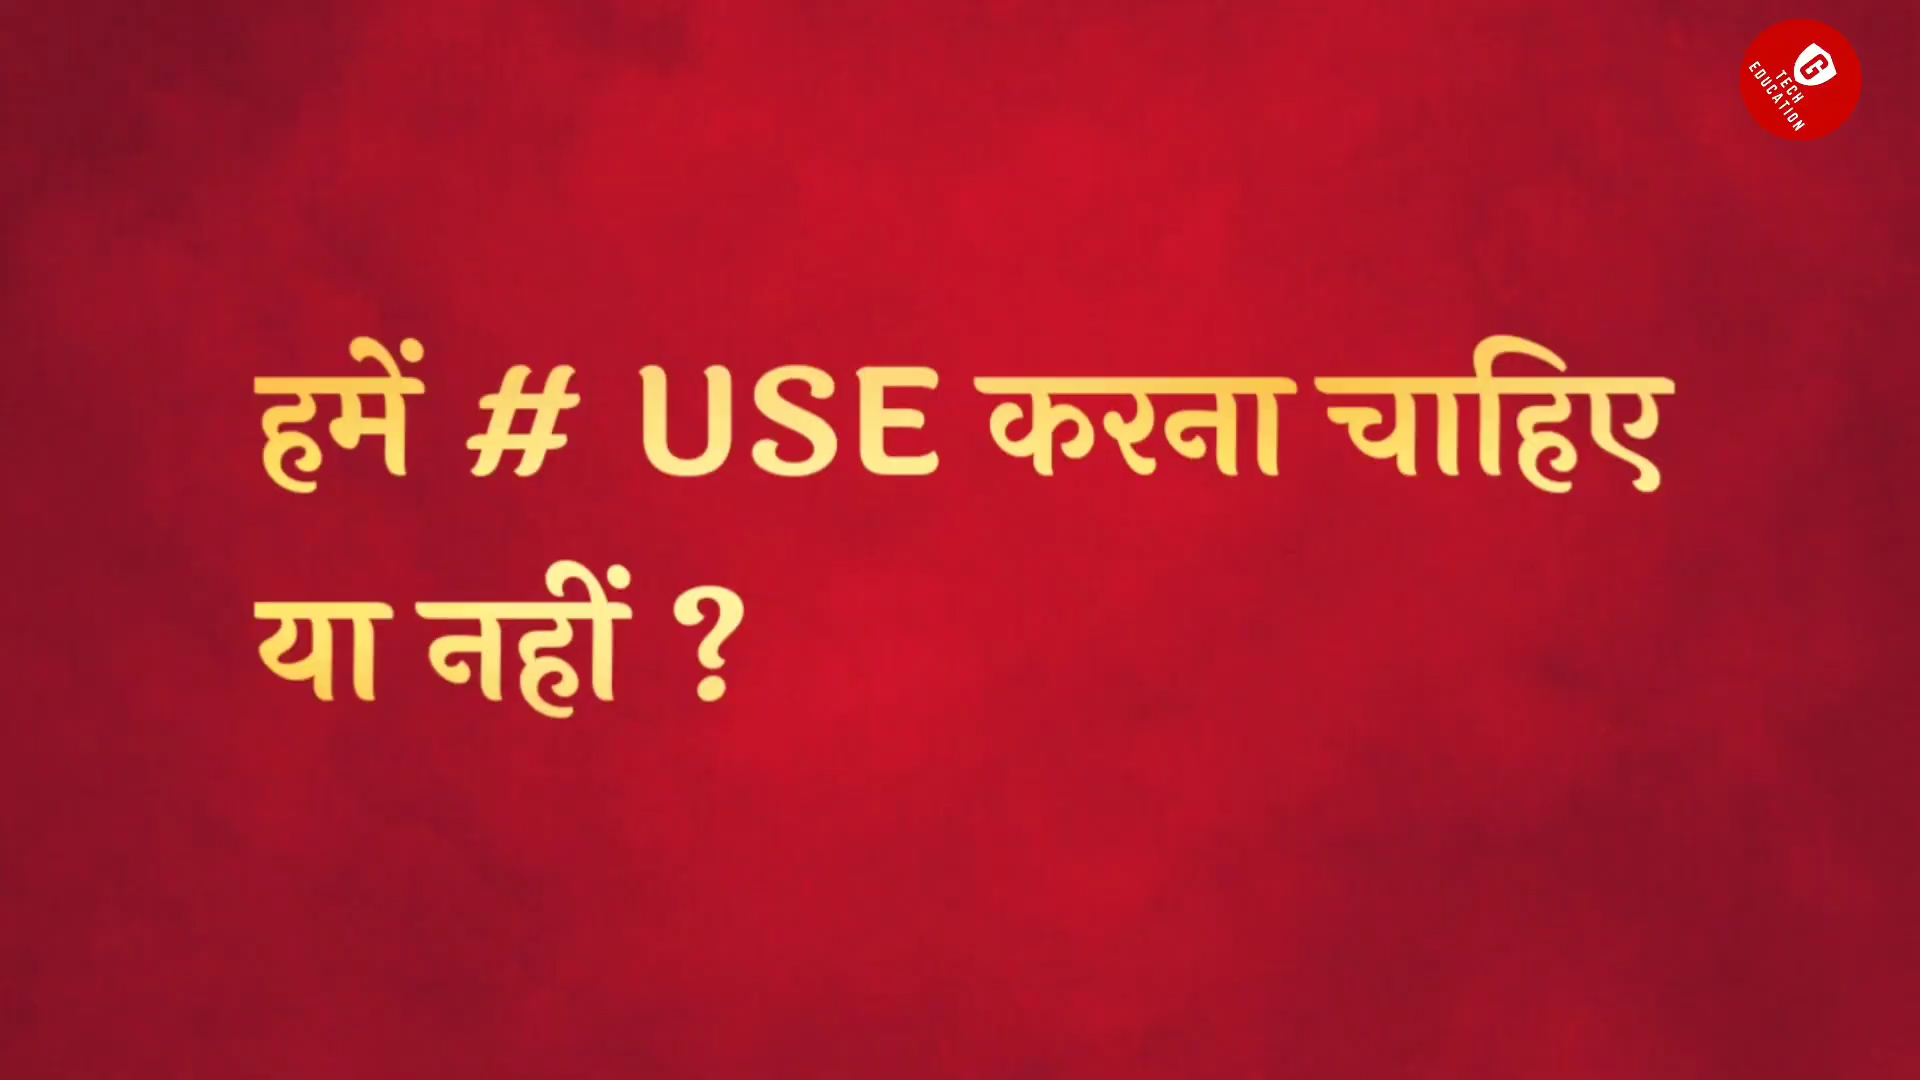 G
TECH
EDUCATION
हमें # USE करना चाहिए
या नहीं ?